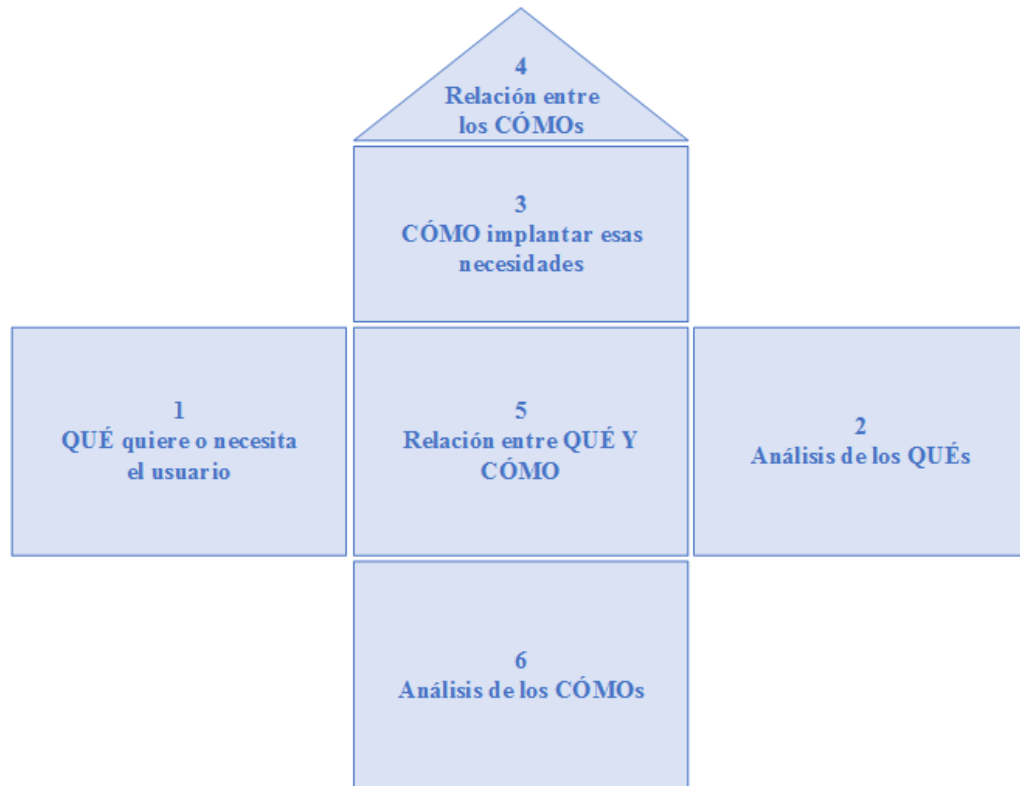 4
Relación entre
los CÓMOs
3
CÓMO implantar esas
necesidades
1
QUÉ quiere o necesita
el usuario
5
Relación entre QUÉ Y
CÓMO
2
Análisis de los QUÉs
6
Análisis de los CÓMOs